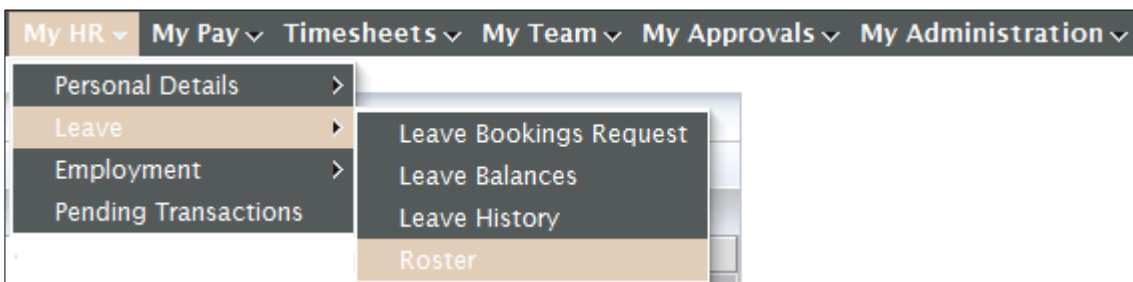 My HR My Pay Timesheets My Team My Approvals My Administration
Personal Details
Leave
Employment
Pending Transactions
Leave Bookings Request
Leave Balances
Leave History
Roster